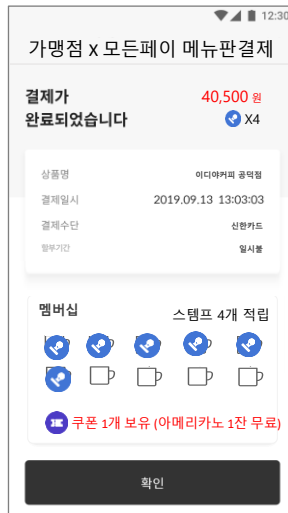 12:30
가맹점 x 모든페이 메뉴판결제
결제가 40,500 원
완료되었습니다 X4
상품명 이디야커피 공덕점
결제일시 2019.09.13 13:03:03
결제수단 신한카드
할부기간 일시불
멤버십 스템프 4개 적립
쿠폰 1개 보유 (아메리카노 1잔 무료)
확인